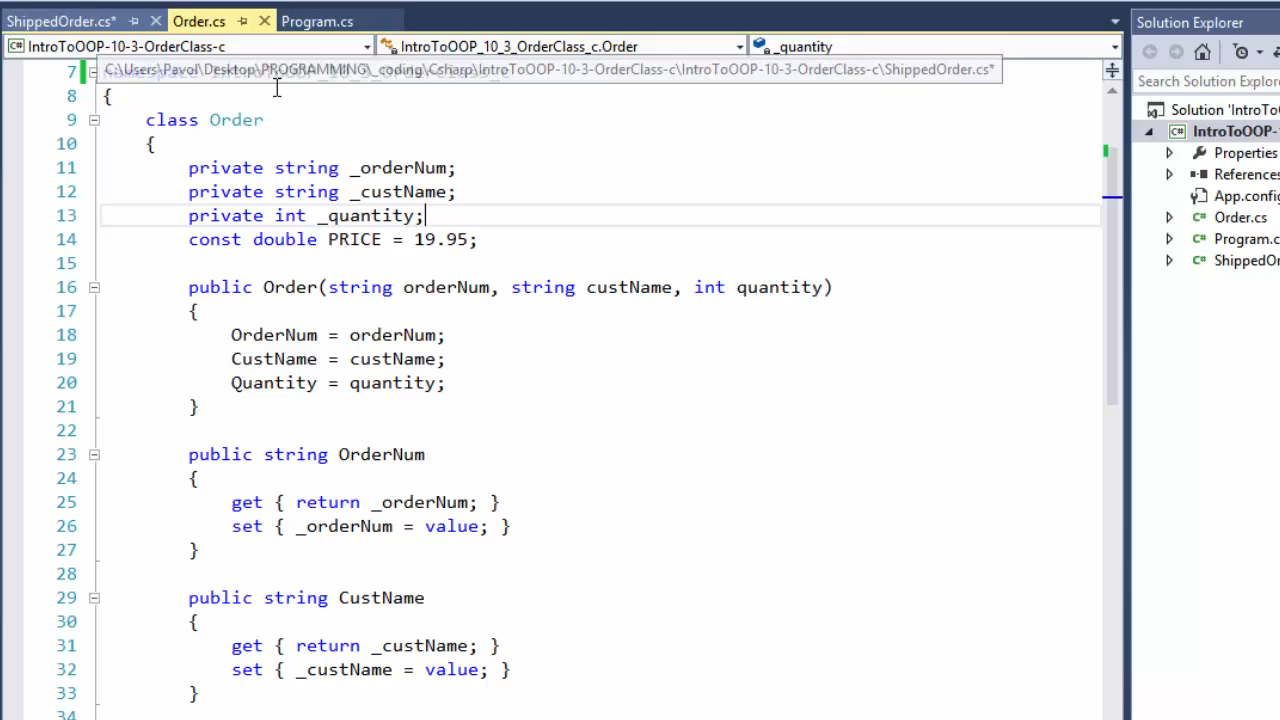 ShippedOrder.cs* Order.cs Program.cs
IntroToOOP-10-3-OrderClass-c IntroToOOP_10_3_OrderClass_c.Order _quantity
C:\Users\Pavol\Desktop\PROGRAMMING\_coding\Csharp\IntroToOOP-10-3-OrderClass-c\IntroToOOP-10-3-OrderClass-c\ShippedOrder.cs*
7
8 {
9 class Order
10 {
11 private string _orderNum;
12 private string _custName;
13 private int _quantity;
14 const double PRICE = 19.95;
15
16 public Order(string orderNum, string custName, int quantity)
17 {
18 OrderNum = orderNum;
19 CustName = custName;
20 Quantity = quantity;
21 }
22
23 public string OrderNum
24 {
25 get { return _orderNum; }
26 set { _orderNum = value; }
27 }
28
29 public string CustName
30 {
31 get { return _custName; }
32 set { _custName = value; }
33 }
34
Solution Explorer
Search Solution Explore
Solution 'IntroToO
C# IntroToOOP-
Properties
References
App.config
C# Order.cs
C# Program.c
C# ShippedO